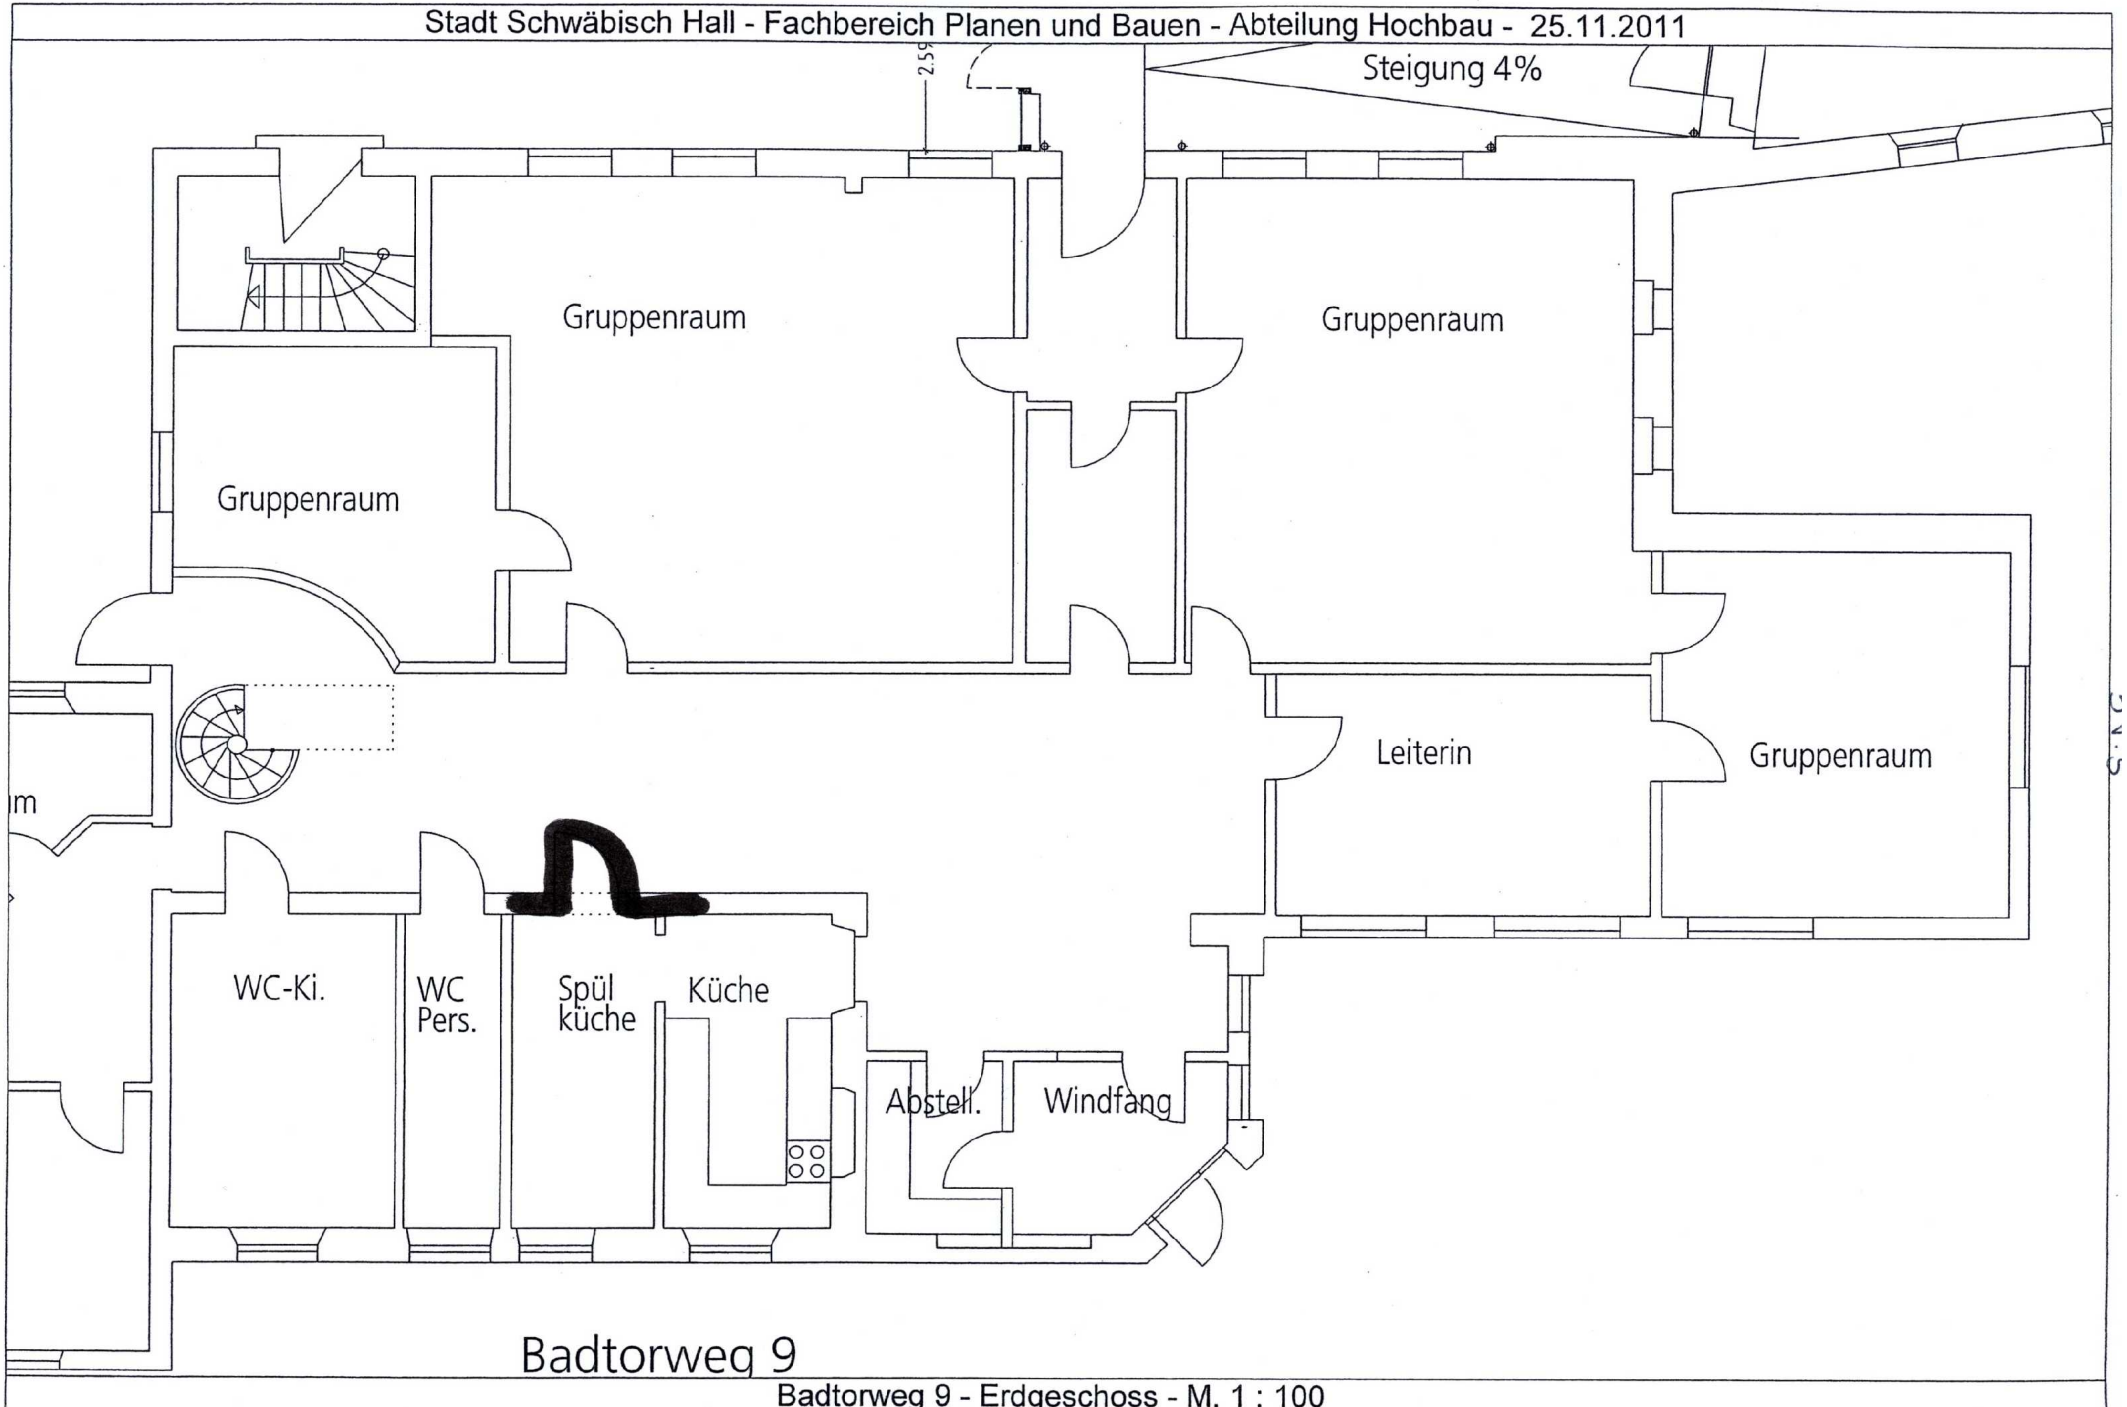 Stadt Schwäbisch Hall - Fachbereich Planen und Bauen - Abteilung Hochbau - 25.11.2011
Steigung 4%
Gruppenraum
Gruppenraum
Gruppenraum
Leiterin
Gruppenraum
WC-Ki.
WC
Pers.
Spül
küche
Küche
Abstell.
Windfang
Badtorweg 9
Badtorweg 9 - Erdgeschoss - M. 1 : 100